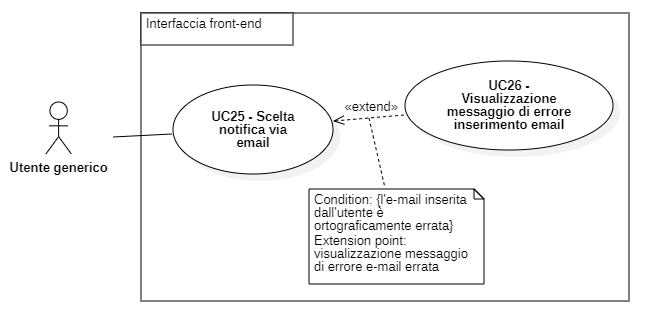 Interfaccia front-end
UC26 -
Visualizzazione
messaggio di errore
inserimento email
UC25 - Scelta
notifica via
email
«extend»
Utente generico
Condition: {l'e-mail inserita
dall'utente è
ortograficamente errata}
Extension point:
visualizzazione messaggio
di errore e-mail errata